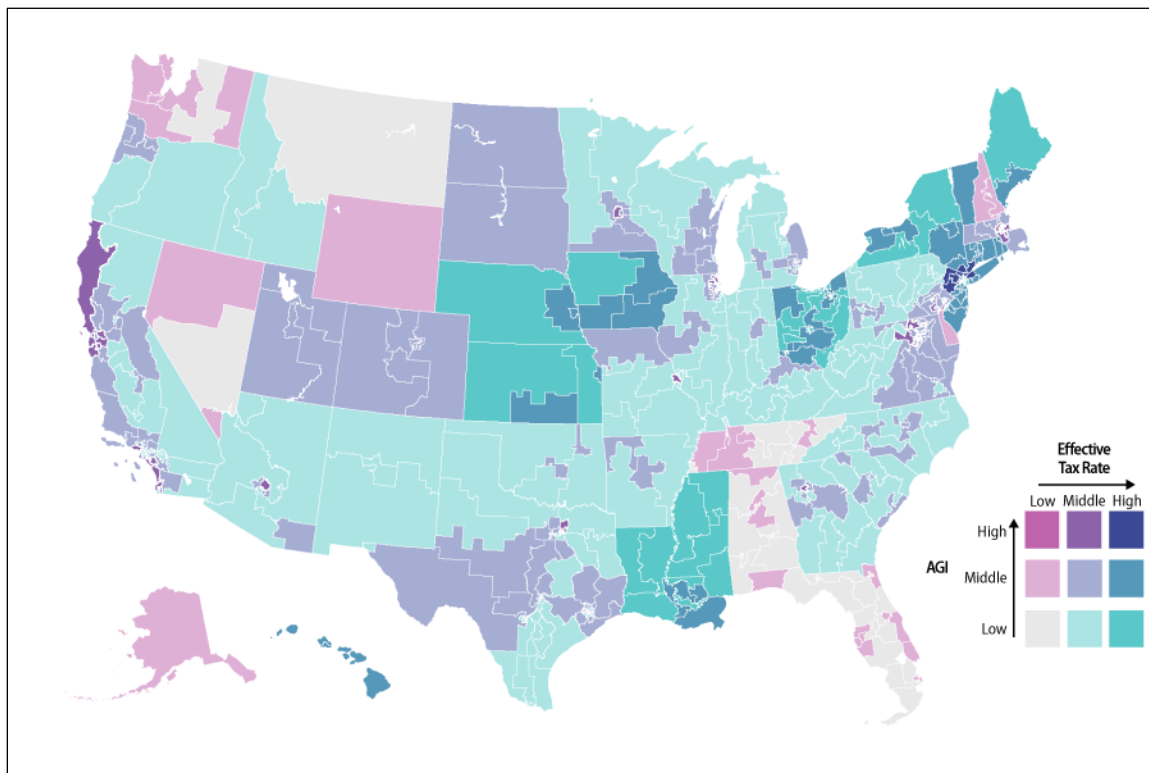 Effective
Tax Rate
Low Middle High
High
AGI
Middle
Low